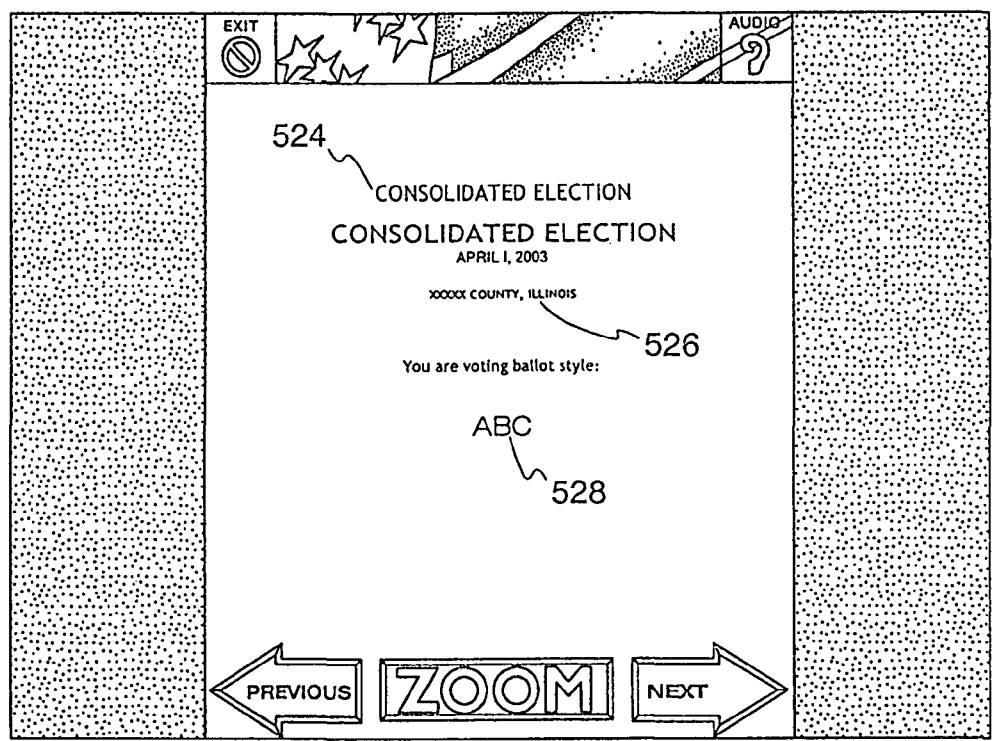 EXIT
AUDIO
524
CONSOLIDATED ELECTION
CONSOLIDATED ELECTION
APRIL 1, 2003
XXXXX COUNTY, ILLINOIS
526
You are voting ballot style:
ABC
528
PREVIOUS
ZOOM
NEXT